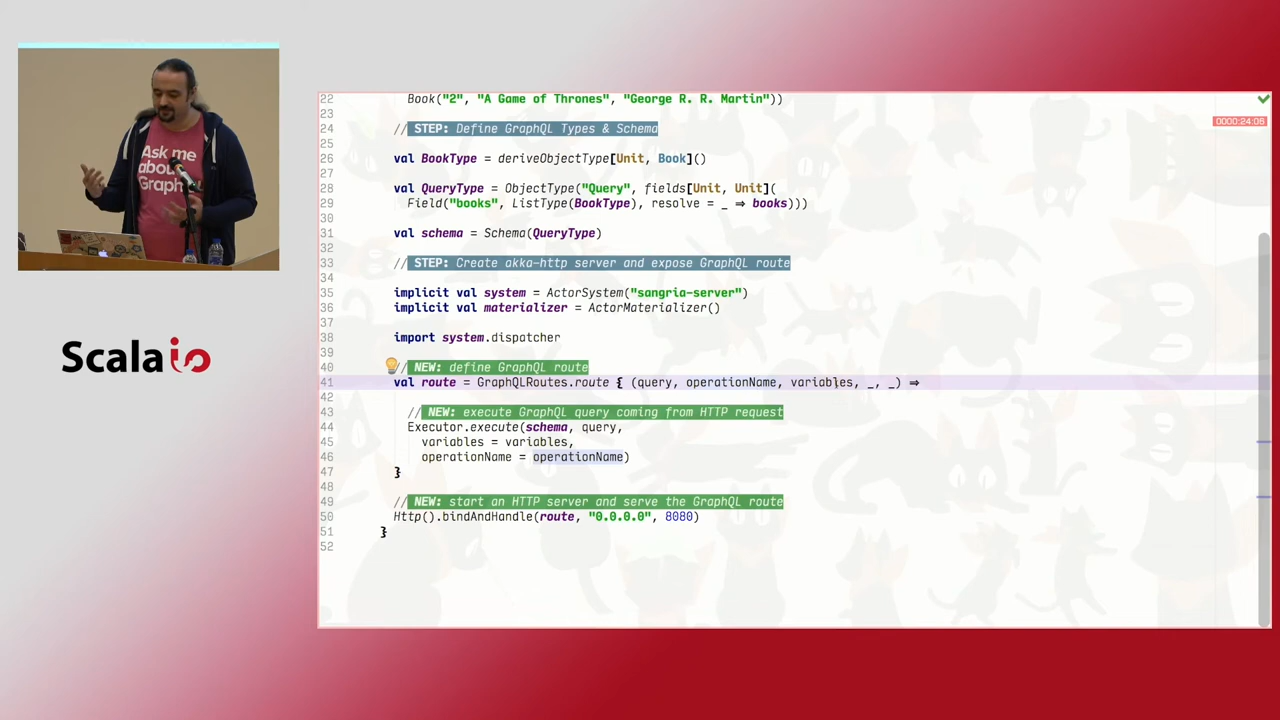 Ask me
about
Graph
Scala io
22 Book("2", "A Game of Thrones", "George R. R. Martin"))
23
24 // STEP: Define GraphQL Types & Schema
25
26 val BookType = deriveObjectType[Unit, Book]()
27
28 val QueryType = ObjectType("Query", fields[Unit, Unit](
29 Field("books", ListType(BookType), resolve = _ ⇒ books)))
30
31 val schema = Schema(QueryType)
32
33 // STEP: Create akka-http server and expose GraphQL route
34
35 implicit val system = ActorSystem("sangria-server")
36 implicit val materializer = ActorMaterializer()
37
38 import system.dispatcher
39
40 // NEW: define GraphQL route
41 val route = GraphQLRoutes.route { (query, operationName, variables, _, _) ⇒
42
43 // NEW: execute GraphQL query coming from HTTP request
44 Executor.execute(schema, query,
45 variables = variables,
46 operationName = operationName)
47 }
48
49 // NEW: start an HTTP server and serve the GraphQL route
50 Http().bindAndHandle(route, "0.0.0.0", 8080)
51 }
52
0000:24:06